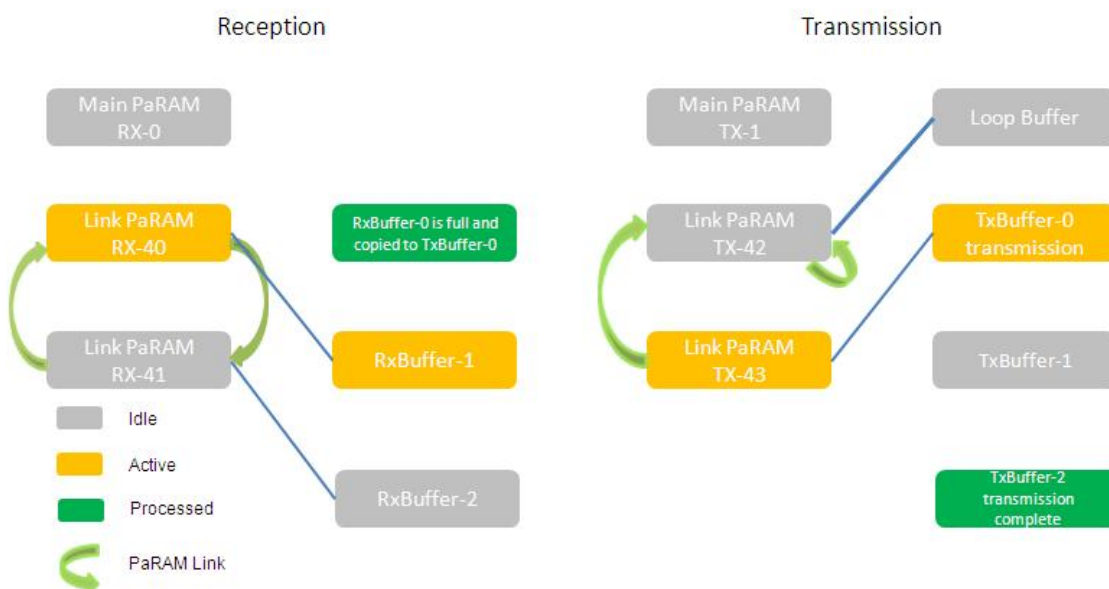 Reception
Transmission
Main PaRAM
RX-0
Main PaRAM
TX-1
Loop Buffer
Link PaRAM
RX-40
RxBuffer-0 is full and
copied to TxBuffer-0
Link PaRAM
TX-42
TxBuffer-0
transmission
Link PaRAM
RX-41
RxBuffer-1
Link PaRAM
TX-43
TxBuffer-1
Idle
Active
Processed
PaRAM Link
RxBuffer-2
TxBuffer-2
transmission
complete